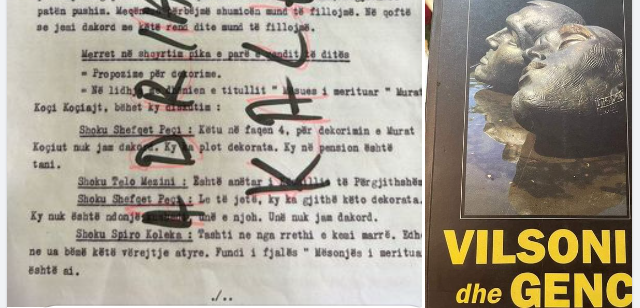 patën pushim. Meqenëse përbëjmë shumicën mund të fillojmë. Në qoftë
se jemi dakord me këtë rend dite mund të fillojmë.
Merret në shqyrtim pika e parë e rendit të ditës
= Propozime për dekorime.
= Në lidhje me dhënien e titullit " Mësues i merituar " Murat
Koçi Koçiajt, bëhet ky diskutim :
Shoku Shefqet Peçi : Këtu në faqen 4, për dekorimin e Murat
Koçiut nuk jam dakord. Ky ka plot dekorata. Ky në pension është
tani.
Shoku Telo Mezini : Është anëtar i Këshillit të Përgjithshëm
Shoku Shefqet Peçi : Le të jetë, ky ka gjithë këto dekorata.
Ky nuk është ndonjë unë e njoh. Unë nuk jam dakord.
Shoku Spiro Koleka : Tashti ne nga rrethi e kemi marrë. Edhe
ne ua bëmë këtë vërejtje atyre. Fundi i fjalës " Mësonjës i meritua
është ai.
./..
VILSONI
dhe GENC